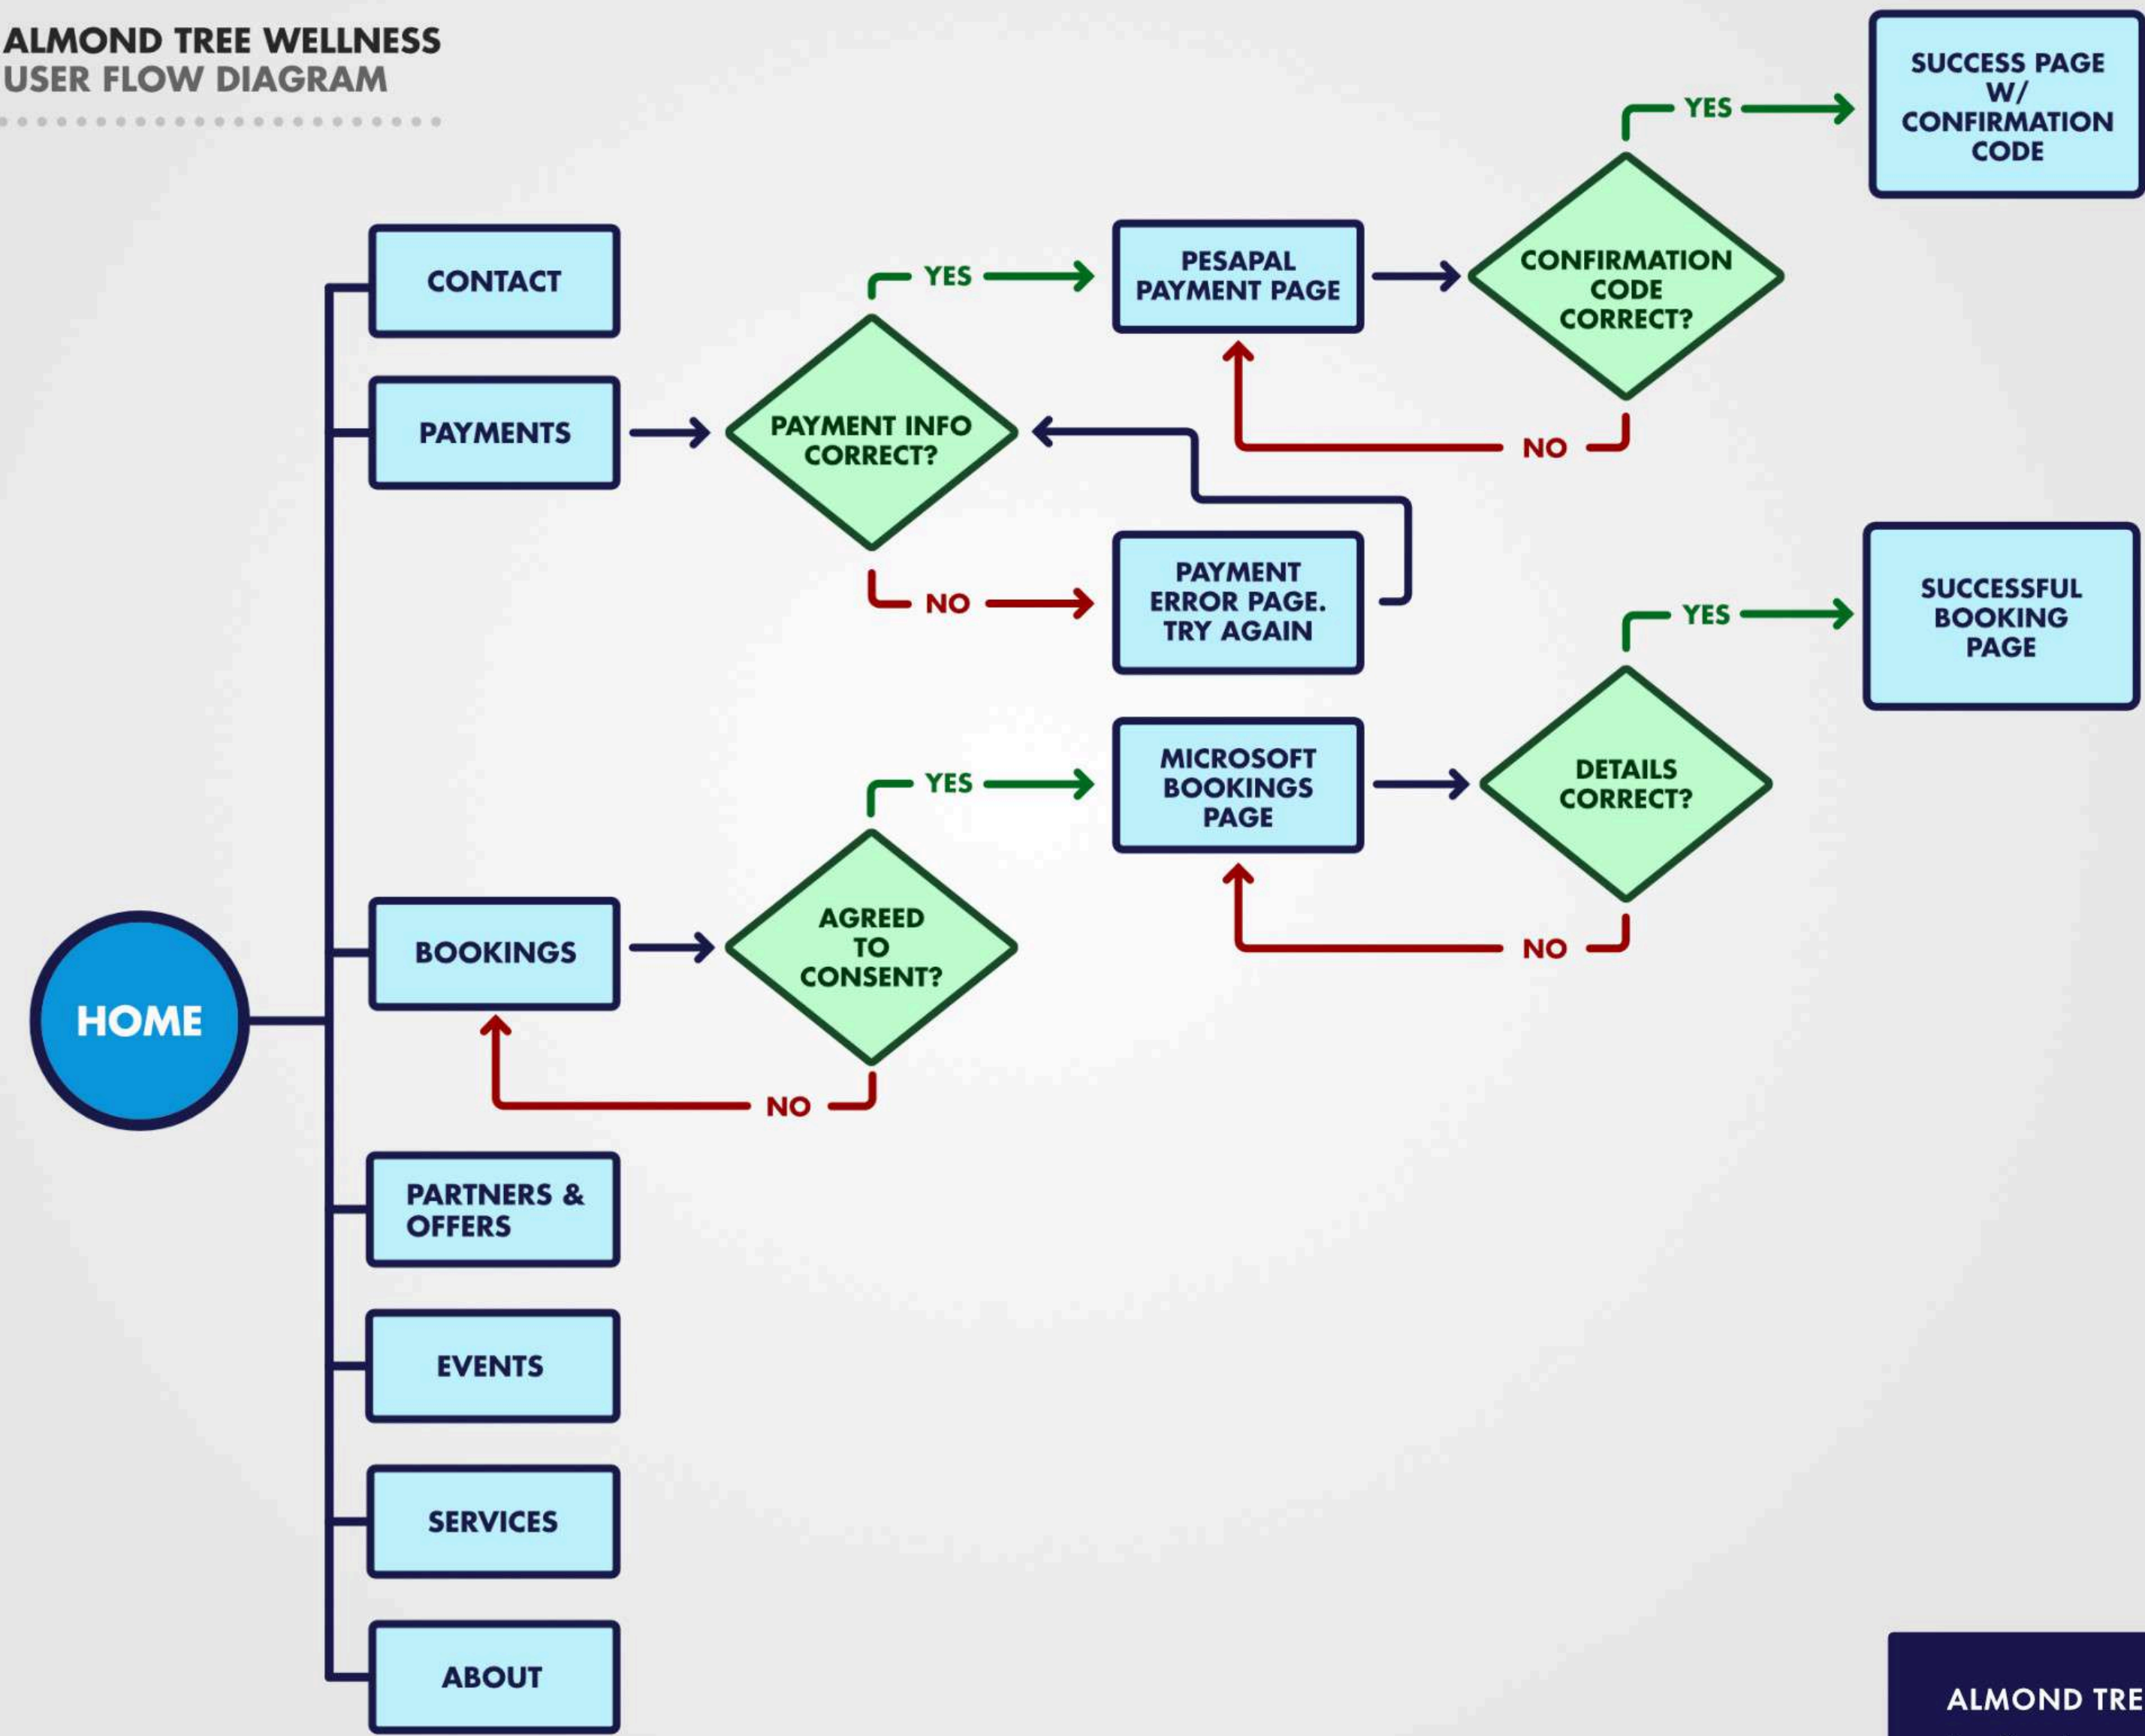 ALMOND TREE WELLNESS
USER FLOW DIAGRAM
SUCCESS PAGE
W/
CONFIRMATION
CODE
YES
CONTACT
YES
PESAPAL
PAYMENT PAGE
CONFIRMATION
CODE
CORRECT?
PAYMENTS
PAYMENT INFO
CORRECT?
NO
NO
PAYMENT
ERROR PAGE.
TRY AGAIN
YES
SUCCESSFUL
BOOKING
PAGE
YES
MICROSOFT
BOOKINGS
PAGE
DETAILS
CORRECT?
BOOKINGS
AGREED
TO
CONSENT?
NO
HOME
NO
PARTNERS &
OFFERS
EVENTS
SERVICES
ABOUT
ALMOND TRE